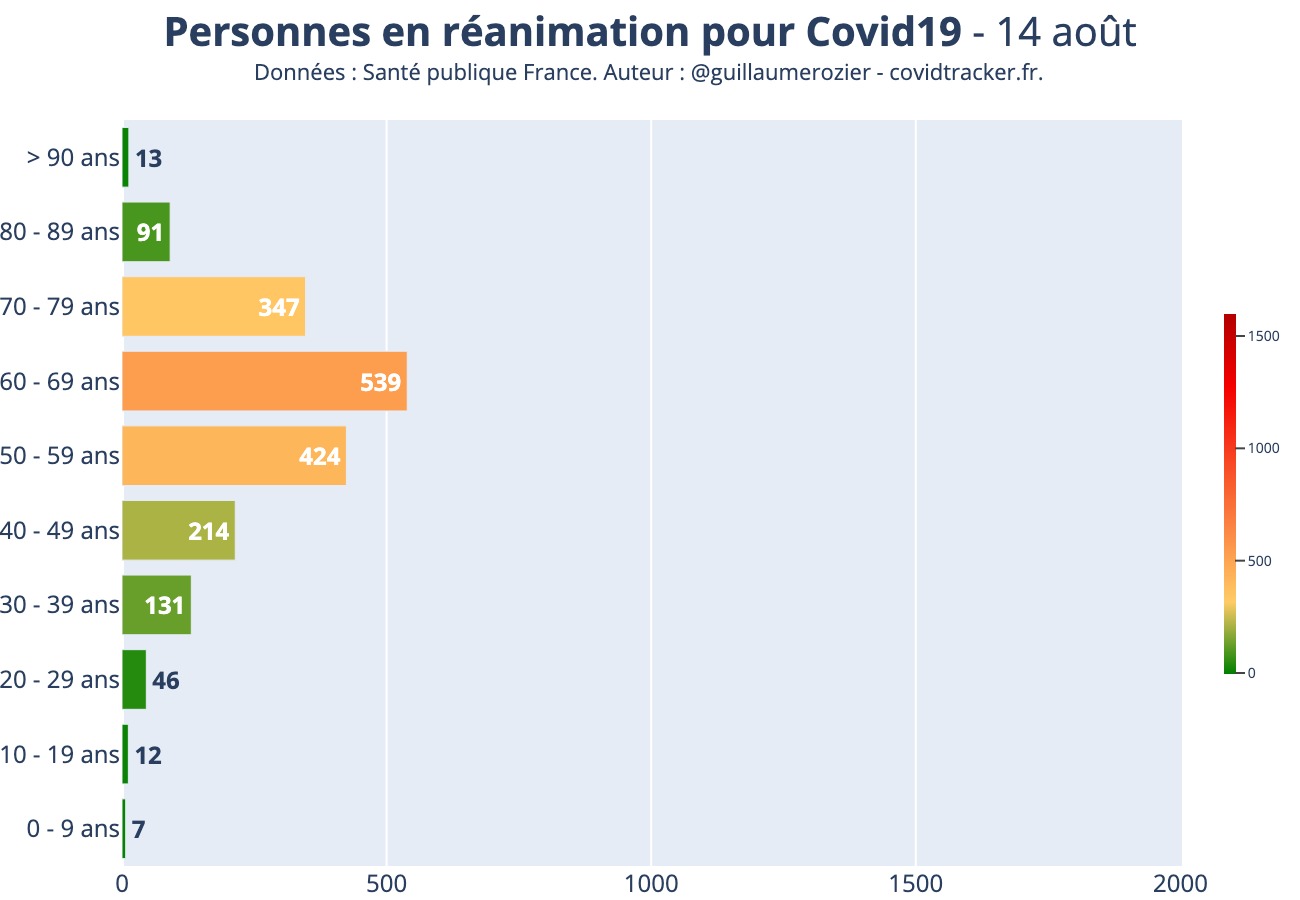 Personnes en réanimation pour Covid19 - 14 août
Données : Santé publique France. Auteur : @guillaumerozier - covidtracker.fr.
> 90 ans 13
80 - 89 ans 91
70 - 79 ans 347
60 - 69 ans 539
50 - 59 ans 424
40 - 49 ans 214
30 - 39 ans 131
20 - 29 ans 46
10 - 19 ans 12
0 - 9 ans 7
0 500 1000 1500 2000
1500
1000
500
0